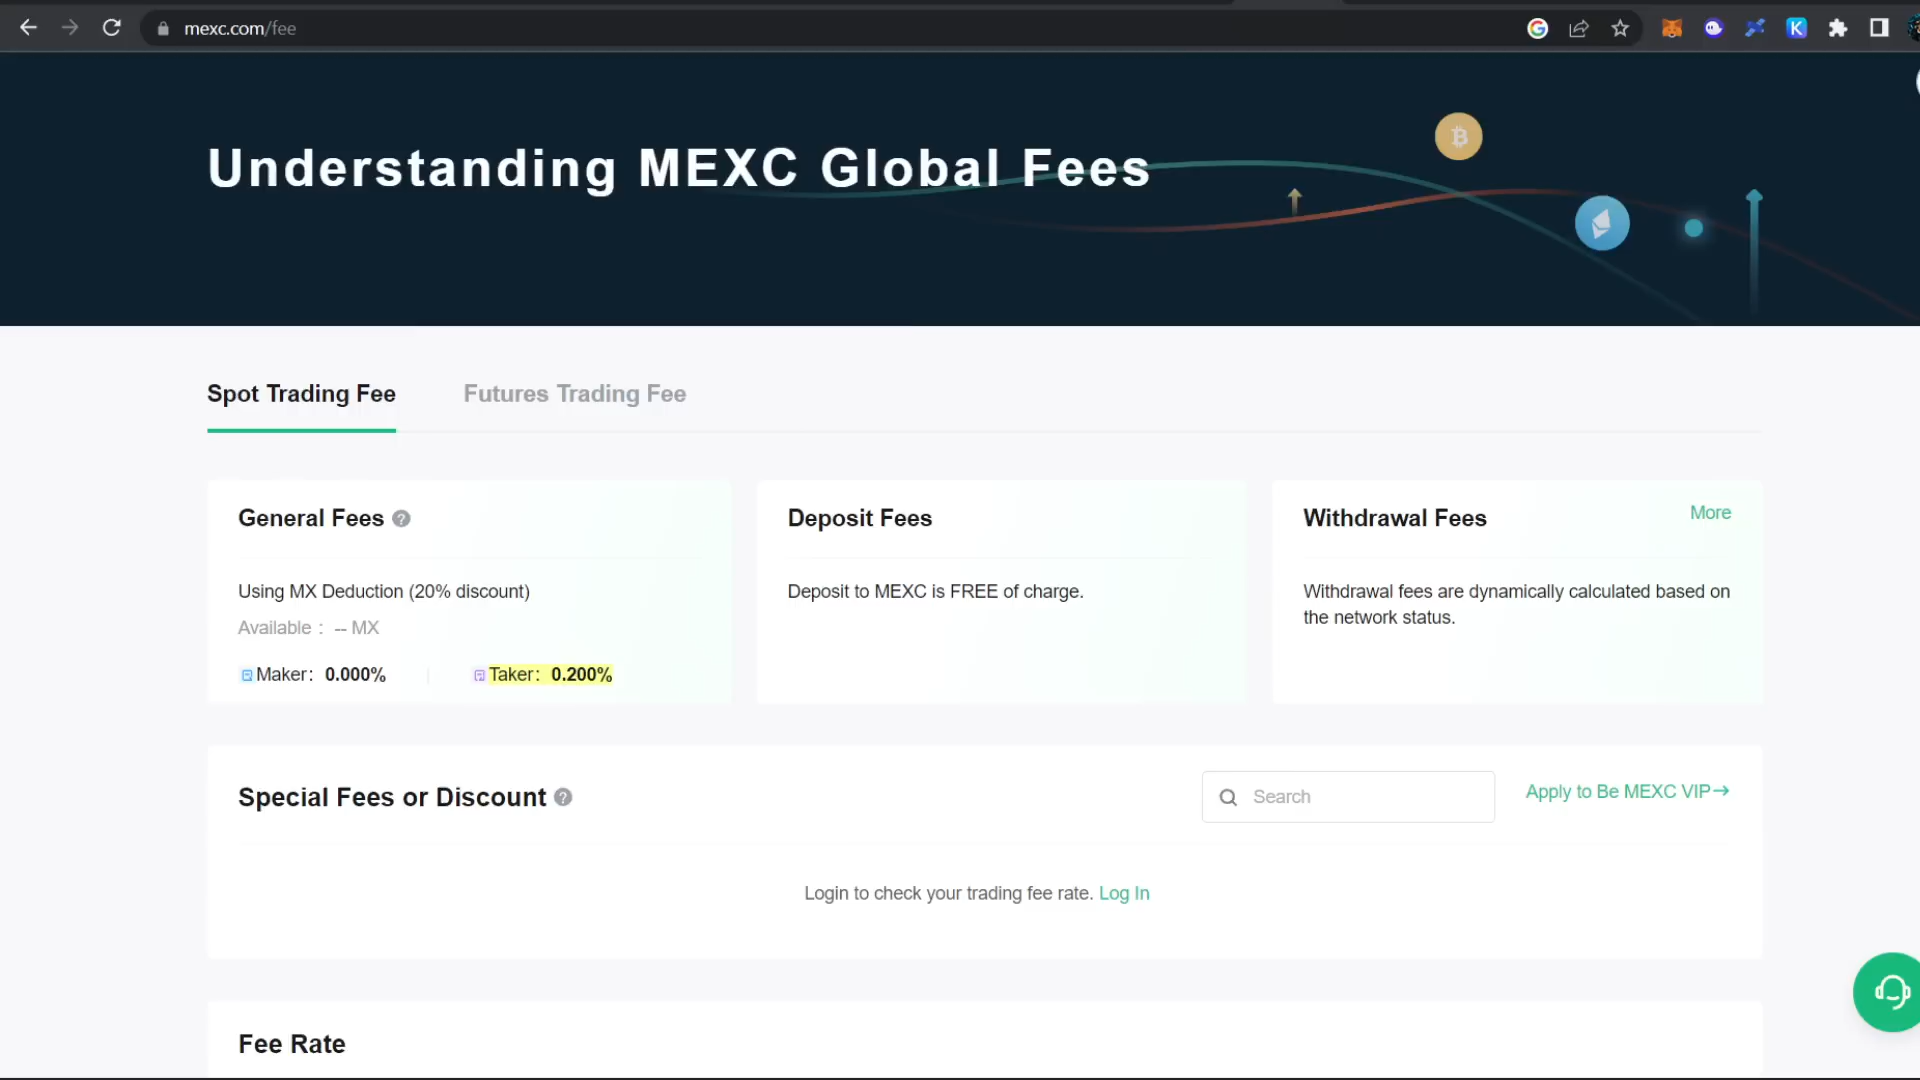 mexc.com/fee
Understanding MEXC Global Fees
Spot Trading Fee
Futures Trading Fee
General Fees
Using MX Deduction (20% discount)
Available : -- MX
Maker: 0.000%
Taker: 0.200%
Deposit Fees
Deposit to MEXC is FREE of charge.
Withdrawal Fees
More
Withdrawal fees are dynamically calculated based on
the network status.
Special Fees or Discount
Search
Apply to Be MEXC VIP→
Login to check your trading fee rate. Log In
Fee Rate